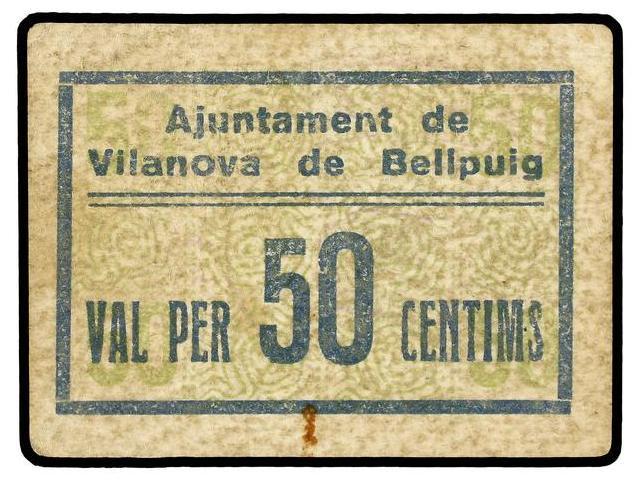 Ajuntament de
Vilanova de Bellpuig
VAL PER 50 CENTIMS